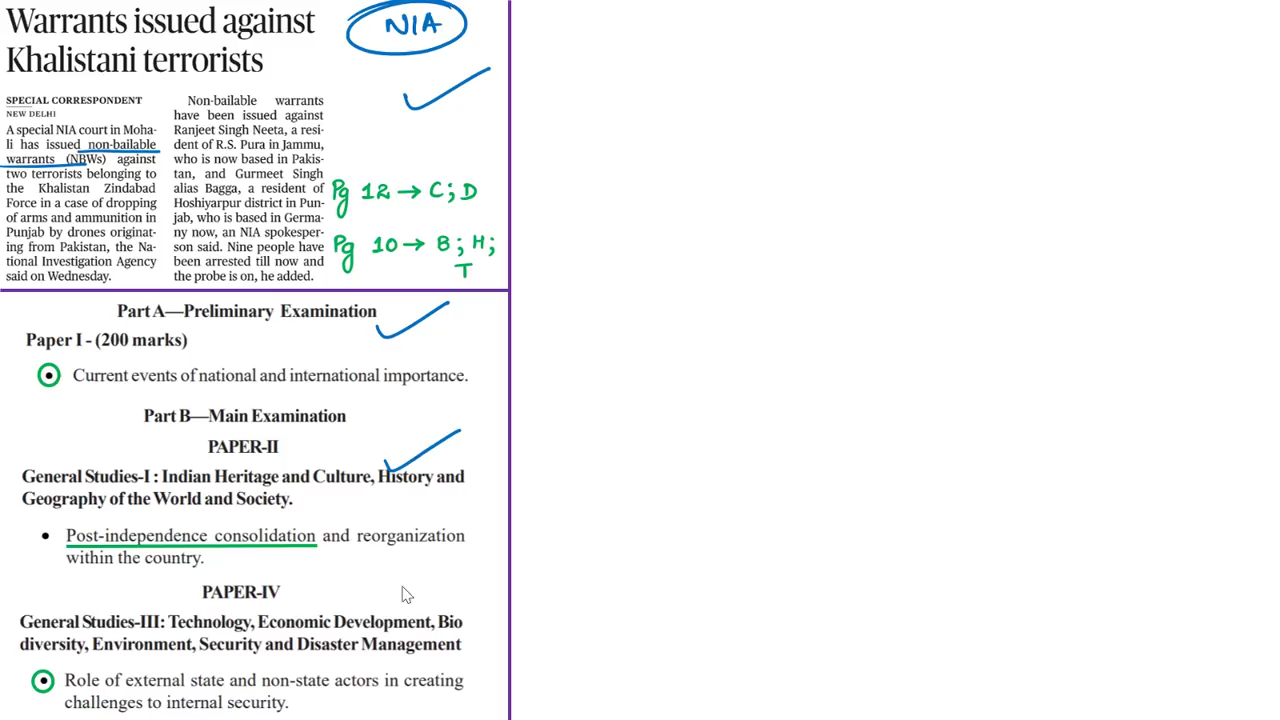 Warrants issued against
Khalistani terrorists
SPECIAL CORRESPONDENT
NEW DELHI
A special NIA court in Moha-
li has issued non-bailable
warrants (NBWs) against
two terrorists belonging to
the Khalistan Zindabad
Force in a case of dropping
of arms and ammunition in
Punjab by drones originat-
ing from Pakistan, the Na-
tional Investigation Agency
said on Wednesday.
Non-bailable warrants
have been issued against
Ranjeet Singh Neeta, a resi-
dent of R.S. Pura in Jammu,
who is now based in Pakis-
tan, and Gurmeet Singh
alias Bagga, a resident of
Hoshiyarpur district in Pun-
jab, who is based in Germa-
ny now, an NIA spokesper-
son said. Nine people have
been arrested till now and
the probe is on, he added.
NIA
Pg 12 → C; D
Pg 10 → B; H;
T
Part A—Preliminary Examination
Paper I - (200 marks)
• Current events of national and international importance.
Part B—Main Examination
PAPER-II
General Studies-I : Indian Heritage and Culture, History and
Geography of the World and Society.
• Post-independence consolidation and reorganization
within the country.
PAPER-IV
General Studies-III: Technology, Economic Development, Bio
diversity, Environment, Security and Disaster Management
• Role of external state and non-state actors in creating
challenges to internal security.